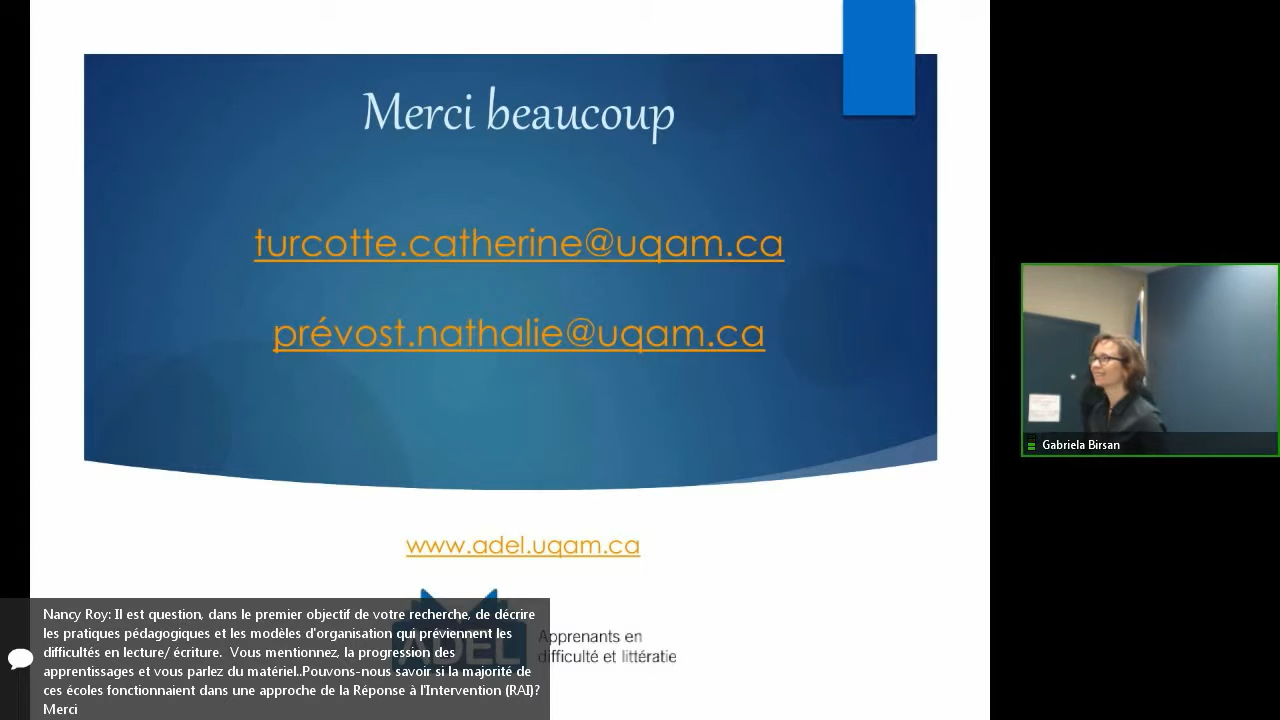 Merci beaucoup
turcotte.catherine@uqam.ca
prévost.nathalie@uqam.ca
www.adel.uqam.ca
ADEL
Apprenants en
difficulté et littératie
Gabriela Birsan
Nancy Roy: Il est question, dans le premier objectif de votre recherche, de décrire
les pratiques pédagogiques et les modèles d'organisation qui préviennent les
difficultés en lecture/ écriture.  Vous mentionnez, la progression des
apprentissages et vous parlez du matériel..Pouvons-nous savoir si la majorité de
ces écoles fonctionnaient dans une approche de la Réponse à l'Intervention (RAI)?
Merci